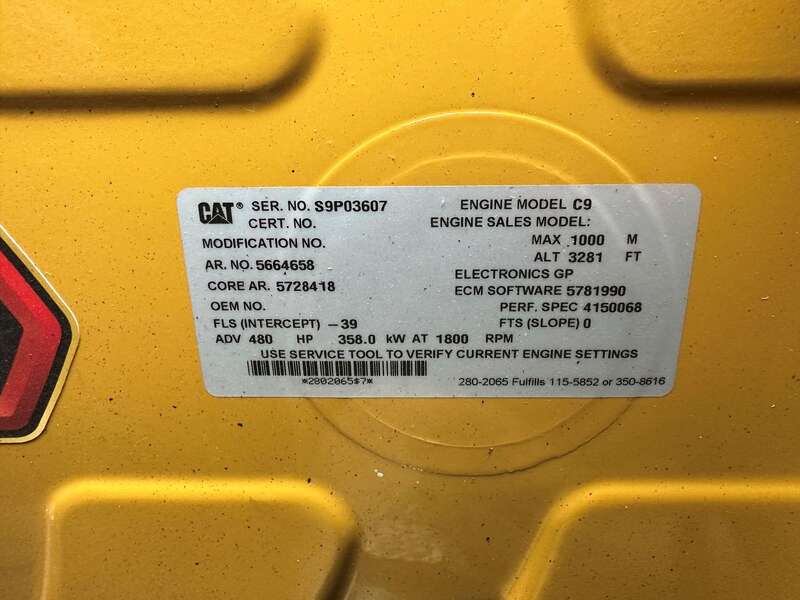 CAT® SER. NO. S9P03607 ENGINE MODEL C9
CERT. NO. ENGINE SALES MODEL:
MODIFICATION NO. MAX 1000 M
ALT 3281 FT
AR. NO. 5664658 ELECTRONICS GP
CORE AR. 5728418 ECM SOFTWARE 5781990
OEM NO. PERF. SPEC 4150068
FLS (INTERCEPT) -39 FTS (SLOPE) 0
ADV 480 HP 358.0 kW AT 1800 RPM
USE SERVICE TOOL TO VERIFY CURRENT ENGINE SETTINGS
*2802065$7*
280-2065 Fulfills 115-5852 or 350-8616